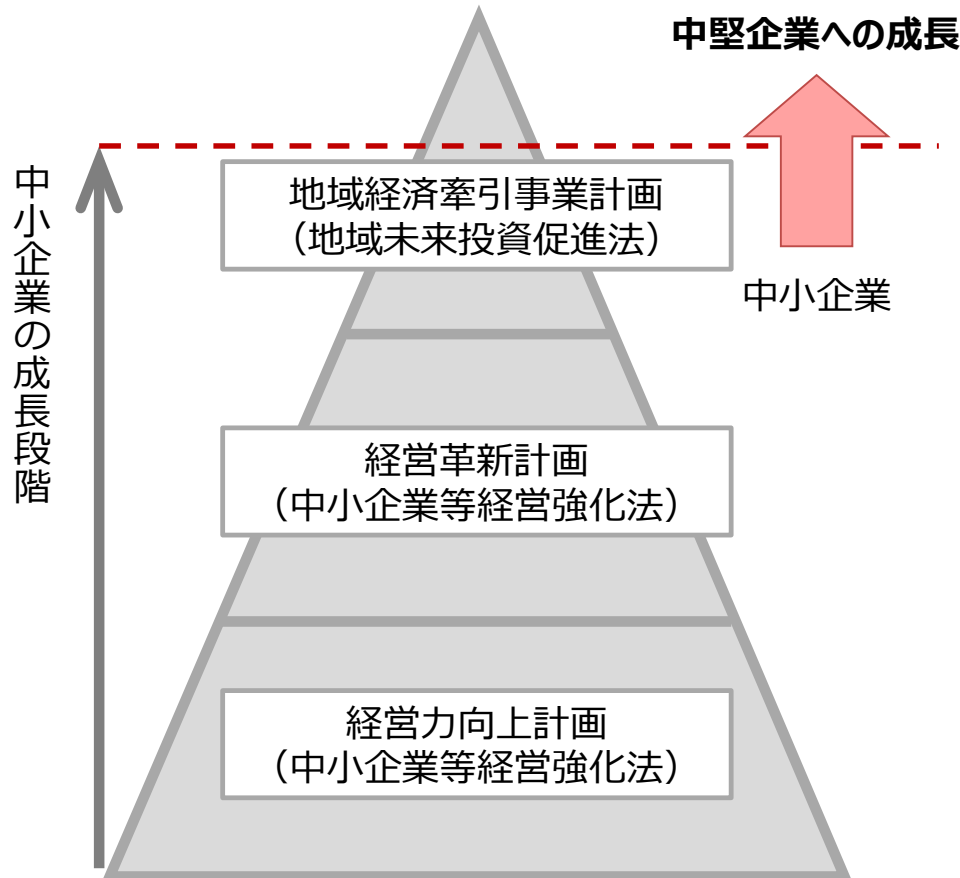 中堅企業への成長
地域経済牽引事業計画
（地域未来投資促進法）
中小企業
中小企業の成長段階
経営革新計画
（中小企業等経営強化法）
経営力向上計画
（中小企業等経営強化法）